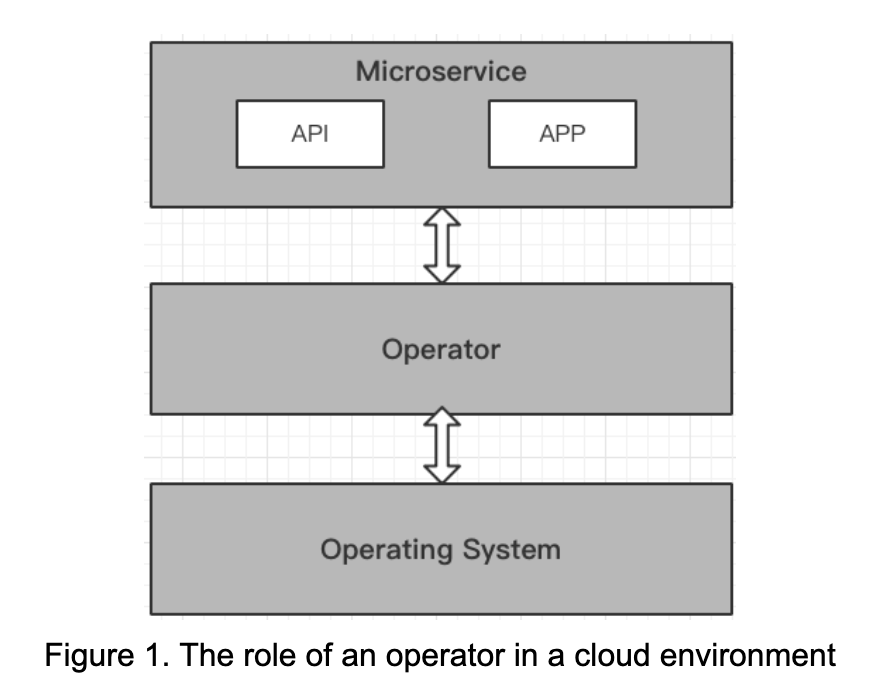 Microservice
API APP
Operator
Operating System
Figure 1. The role of an operator in a cloud environment